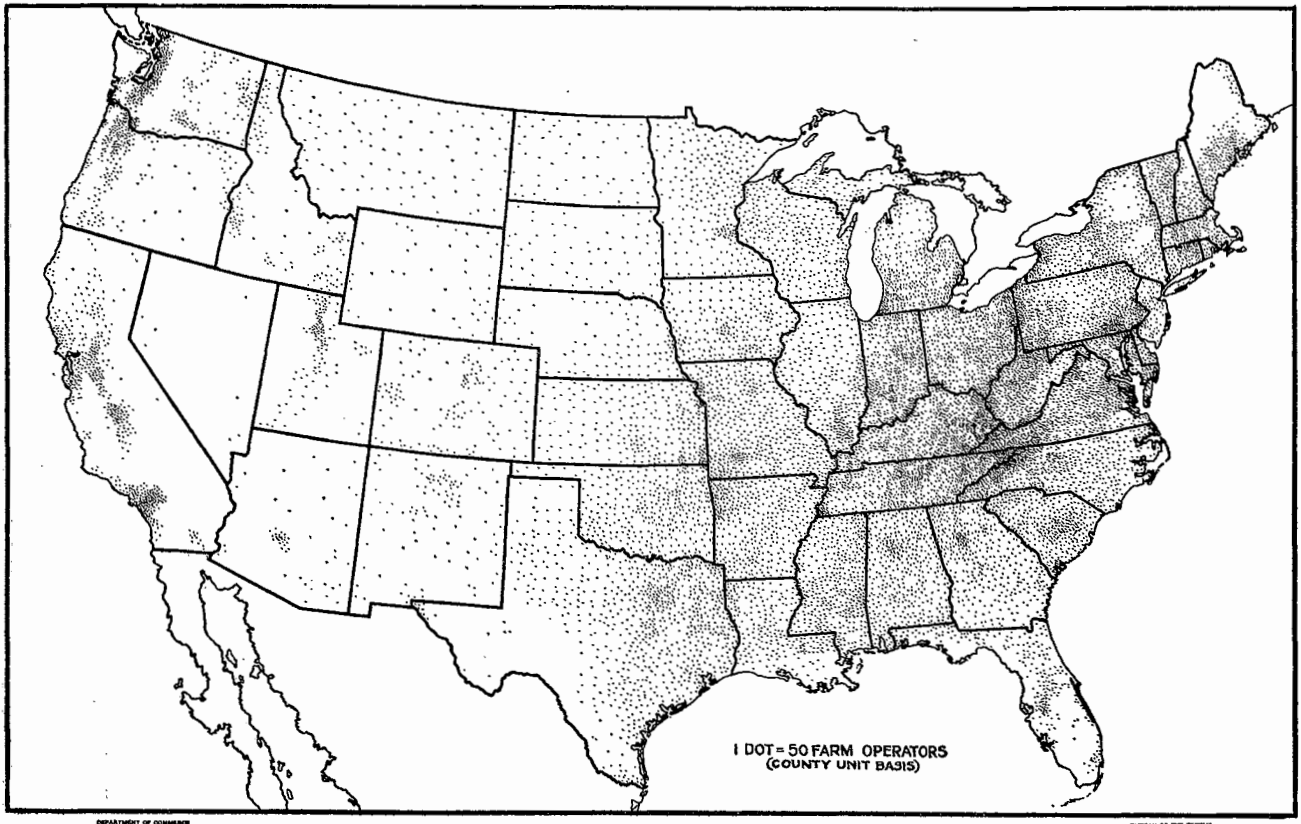 1 DOT = 50 FARM OPERATORS
(COUNTY UNIT BASIS)
DEPARTMENT OF COMMERCE